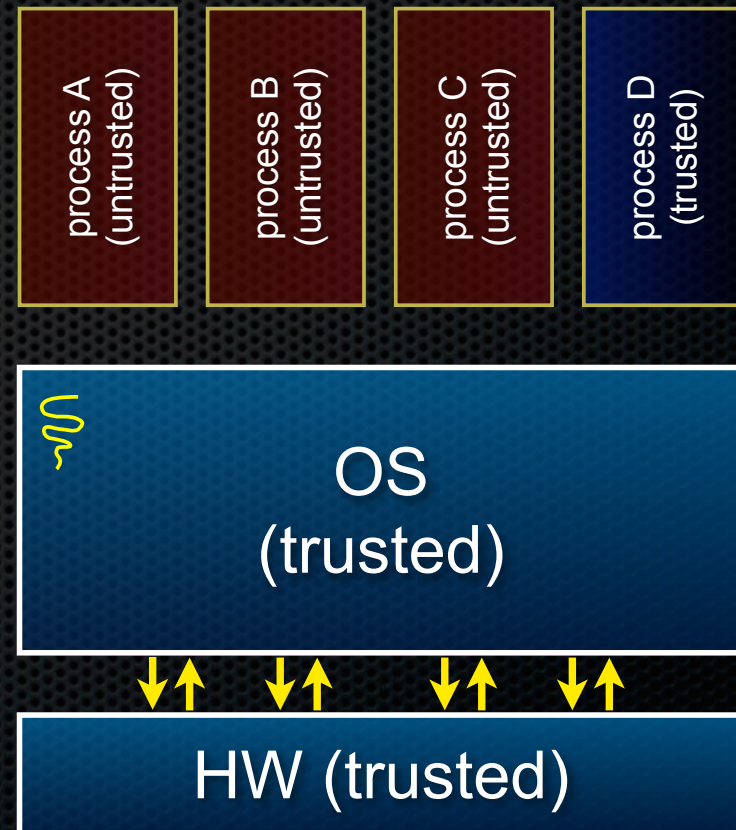 process A
(untrusted)
process B
(untrusted)
process C
(untrusted)
process D
(trusted)
OS
(trusted)
HW (trusted)